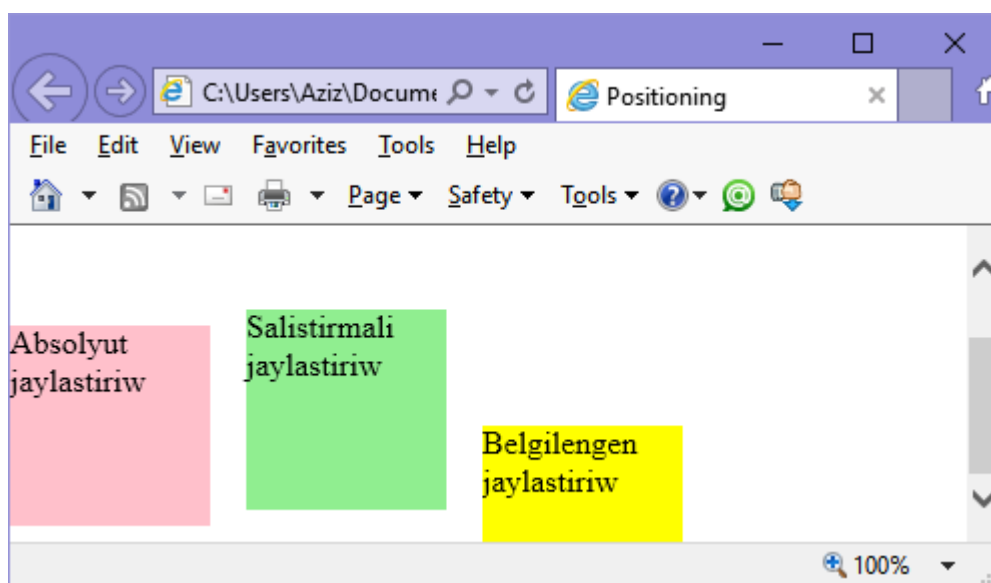 C:\Users\Aziz\Docume
Positioning
File Edit View Favorites Tools Help
Page Safety Tools
Absolyut
jaylastiriw
Salistirmali
jaylastiriw
Belgilengen
jaylastiriw
100%